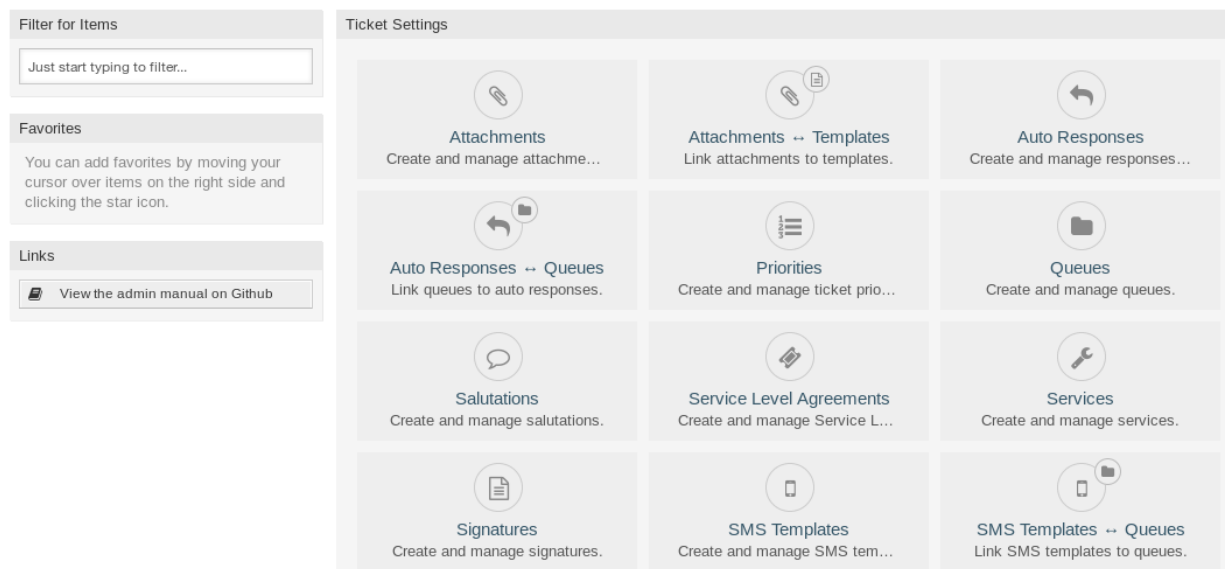 Filter for Items
Just start typing to filter...
Favorites
You can add favorites by moving your
cursor over items on the right side and
clicking the star icon.
Links
View the admin manual on Github
Ticket Settings
Attachments
Create and manage attachme…
Attachments ↔ Templates
Link attachments to templates.
Auto Responses
Create and manage responses…
Auto Responses ↔ Queues
Link queues to auto responses.
1
2
3
Priorities
Create and manage ticket prio…
Queues
Create and manage queues.
Salutations
Create and manage salutations.
Service Level Agreements
Create and manage Service L…
Services
Create and manage services.
Signatures
Create and manage signatures.
SMS Templates
Create and manage SMS tem…
SMS Templates ↔ Queues
Link SMS templates to queues.